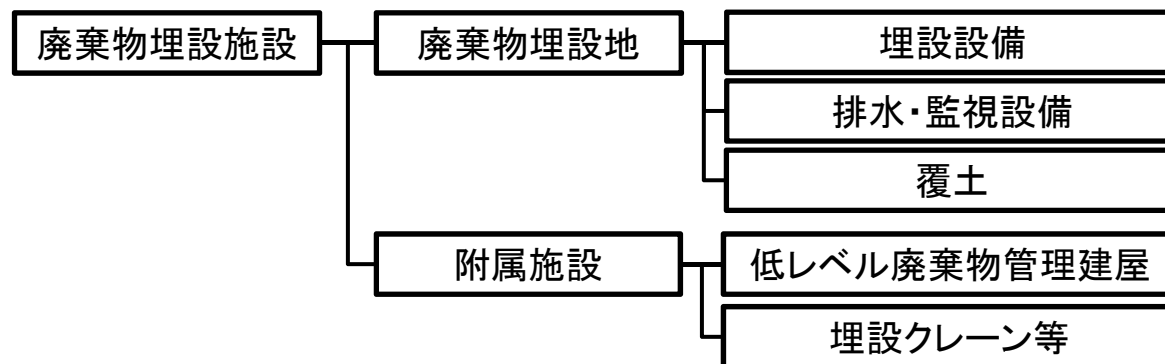 廃棄物埋設施設
廃棄物埋設地
埋設設備
排水・監視設備
覆土
附属施設
低レベル廃棄物管理建屋
埋設クレーン等